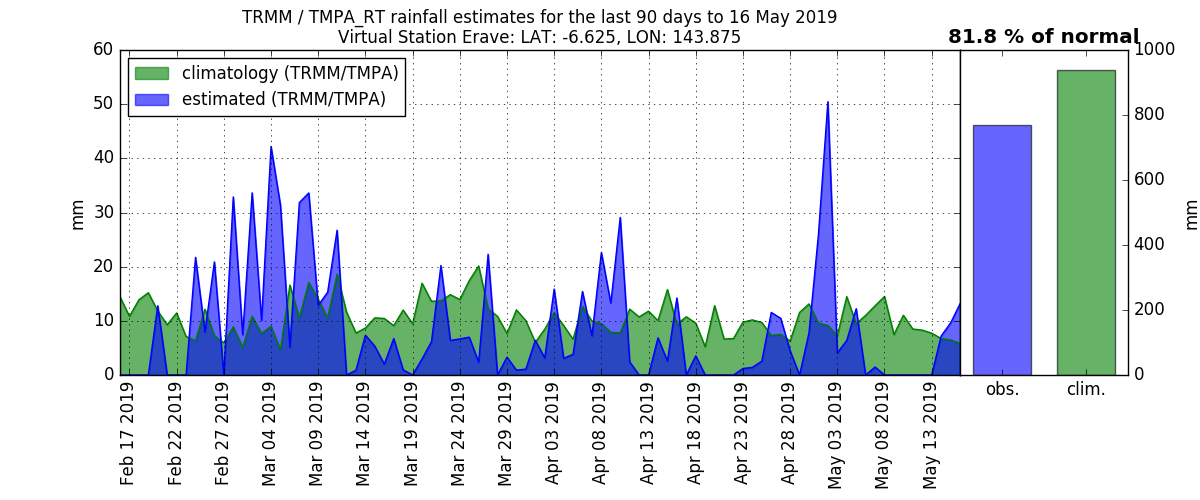 TRMM / TMPA_RT rainfall estimates for the last 90 days to 16 May 2019
Virtual Station Erave: LAT: -6.625, LON: 143.875
81.8 % of normal
climatology (TRMM/TMPA)
estimated (TRMM/TMPA)
mm
60
50
40
30
20
10
0
Feb 17 2019
Feb 22 2019
Feb 27 2019
Mar 04 2019
Mar 09 2019
Mar 14 2019
Mar 19 2019
Mar 24 2019
Mar 29 2019
Apr 03 2019
Apr 08 2019
Apr 13 2019
Apr 18 2019
Apr 23 2019
Apr 28 2019
May 03 2019
May 08 2019
May 13 2019
obs.
clim.
1000
800
600
400
200
0
mm